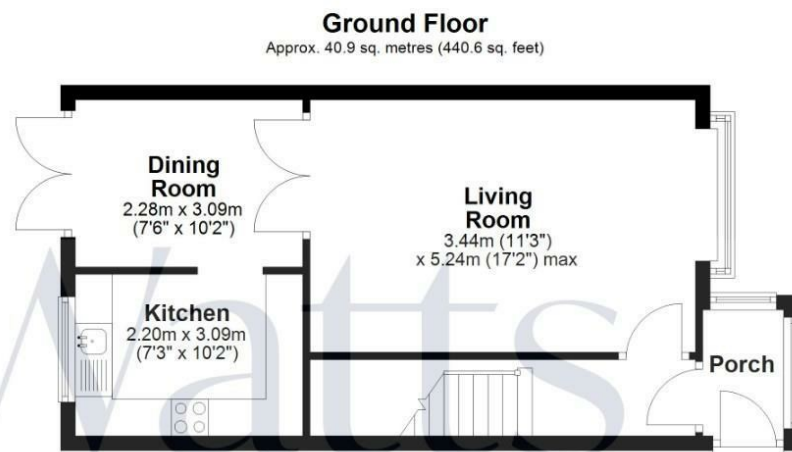 Ground Floor
Approx. 40.9 sq. metres (440.6 sq. feet)
Dining
Room
2.28m x 3.09m
(7'6" x 10'2")
Living
Room
3.44m (11'3")
x 5.24m (17'2") max
Kitchen
2.20m x 3.09m
(7'3" x 10'2")
Porch
Watts